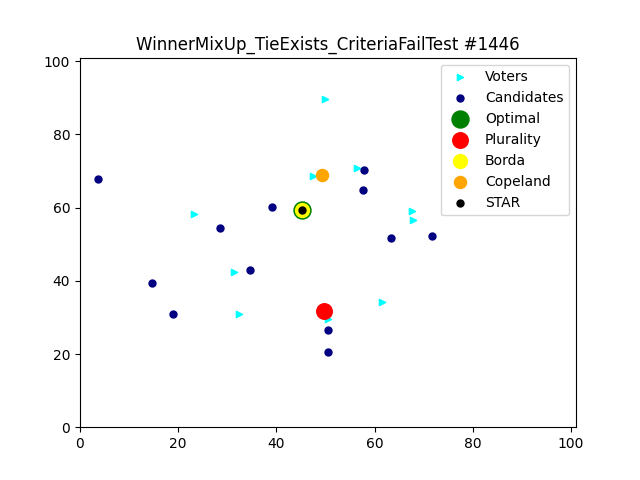 WinnerMixUp_TieExists_CriteriaFailTest #1446
Voters
Candidates
Optimal
Plurality
Borda
Copeland
STAR
100
80
60
40
20
0
0 20 40 60 80 100